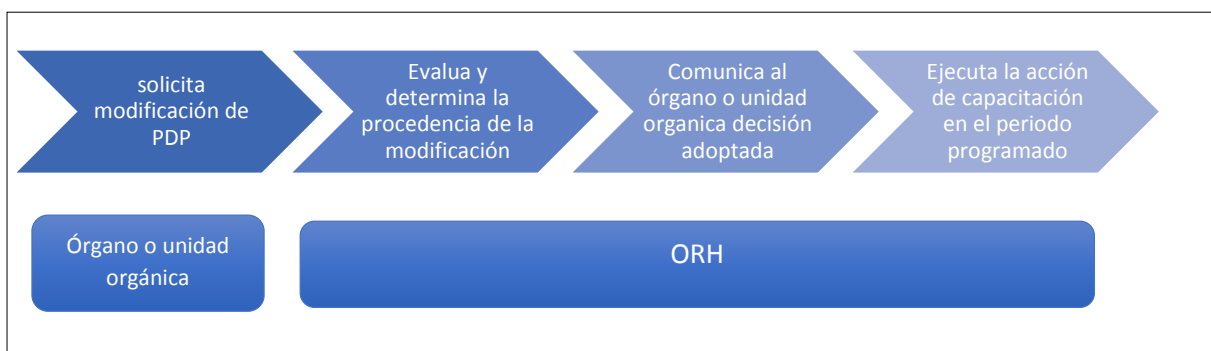 solicita
modificación de
PDP
Evalua y
determina la
procedencia de la
modificación
Comunica al
órgano o unidad
organica decisión
adoptada
Ejecuta la acción
de capacitación
en el periodo
programado
Órgano o unidad
orgánica
ORH